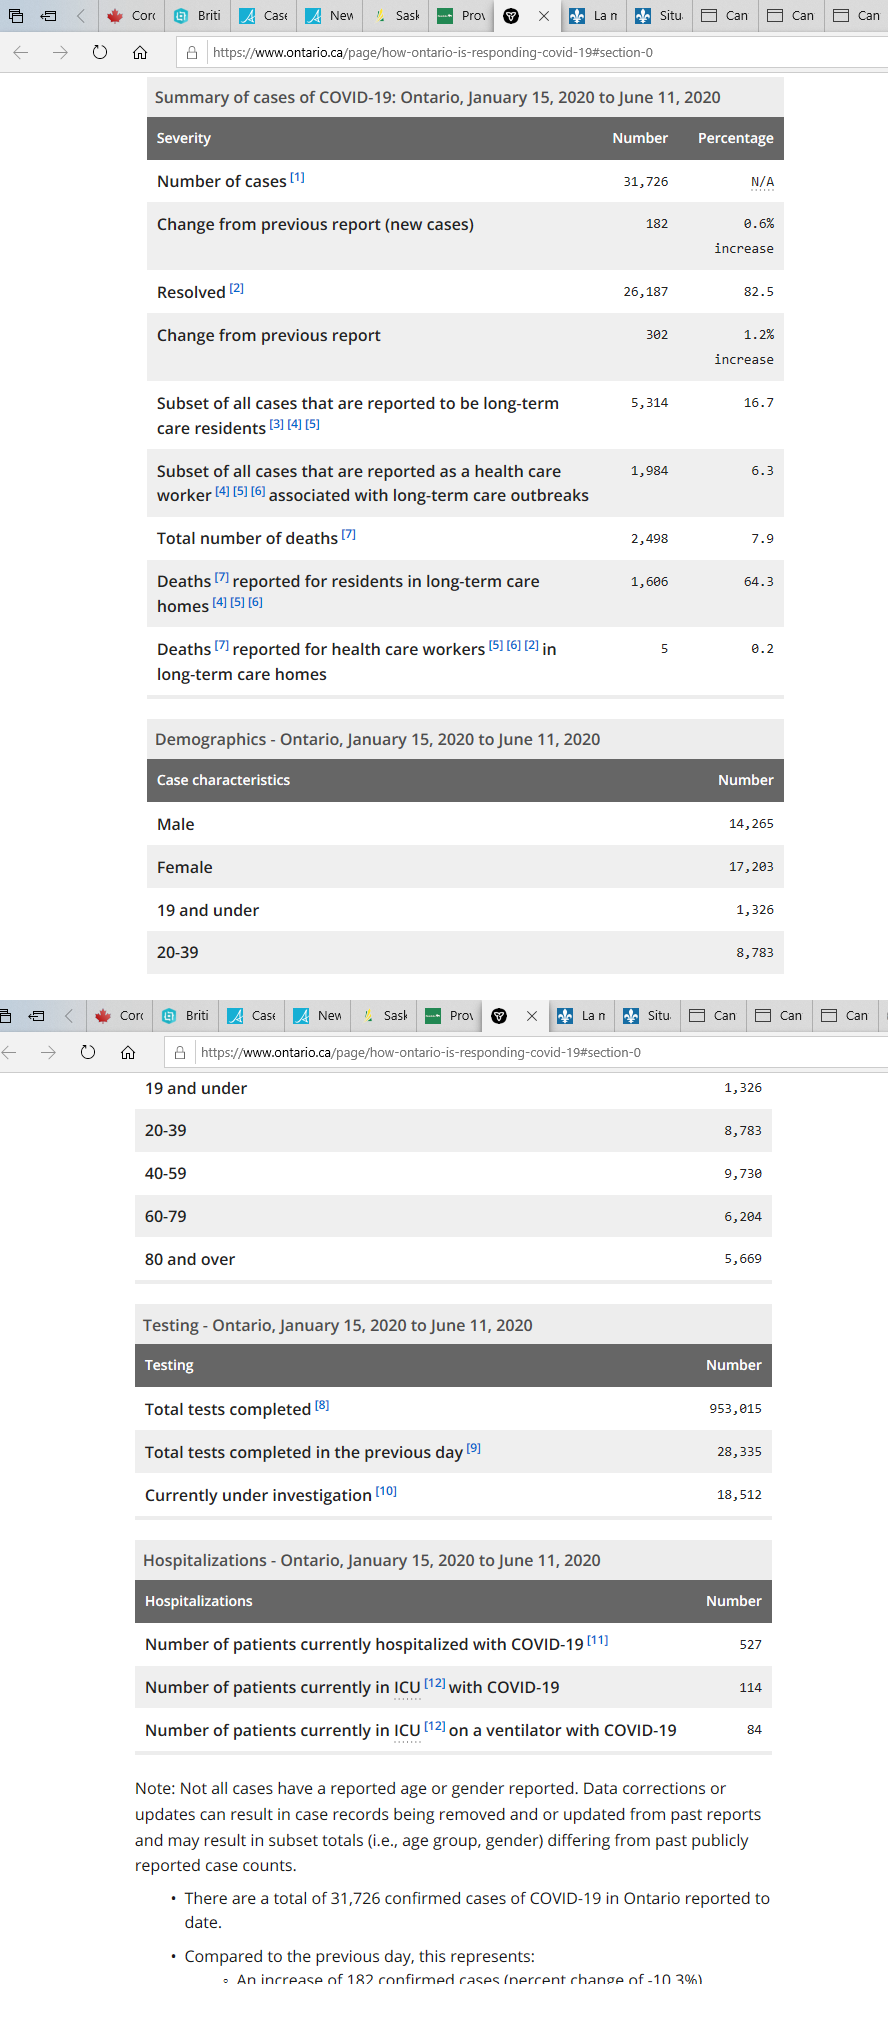 Corc Briti Case New Sask Prov La m Situ Can Can Can
https://www.ontario.ca/page/how-ontario-is-responding-covid-19#section-0
Summary of cases of COVID-19: Ontario, January 15, 2020 to June 11, 2020
Severity Number Percentage
Number of cases [1] 31,726 N/A
Change from previous report (new cases) 182 0.6%
increase
Resolved [2] 26,187 82.5
Change from previous report 302 1.2%
increase
Subset of all cases that are reported to be long-term 5,314 16.7
care residents [3] [4] [5]
Subset of all cases that are reported as a health care 1,984 6.3
worker [4] [5] [6] associated with long-term care outbreaks
Total number of deaths [7] 2,498 7.9
Deaths [7] reported for residents in long-term care 1,606 64.3
homes [4] [5] [6]
Deaths [7] reported for health care workers [5] [6] [2] in 5 0.2
long-term care homes
Demographics - Ontario, January 15, 2020 to June 11, 2020
Case characteristics Number
Male 14,265
Female 17,203
19 and under 1,326
20-39 8,783
Corc Briti Case New Sask Prov La m Situ Can Can Can
https://www.ontario.ca/page/how-ontario-is-responding-covid-19#section-0
19 and under 1,326
20-39 8,783
40-59 9,730
60-79 6,204
80 and over 5,669
Testing - Ontario, January 15, 2020 to June 11, 2020
Testing Number
Total tests completed [8] 953,015
Total tests completed in the previous day [9] 28,335
Currently under investigation [10] 18,512
Hospitalizations - Ontario, January 15, 2020 to June 11, 2020
Hospitalizations Number
Number of patients currently hospitalized with COVID-19 [11] 527
Number of patients currently in ICU [12] with COVID-19 114
Number of patients currently in ICU [12] on a ventilator with COVID-19 84
Note: Not all cases have a reported age or gender reported. Data corrections or
updates can result in case records being removed and or updated from past reports
and may result in subset totals (i.e., age group, gender) differing from past publicly
reported case counts.
• There are a total of 31,726 confirmed cases of COVID-19 in Ontario reported to
date.
• Compared to the previous day, this represents:
◦ An increase of 182 confirmed cases (percent change of -10.3%)